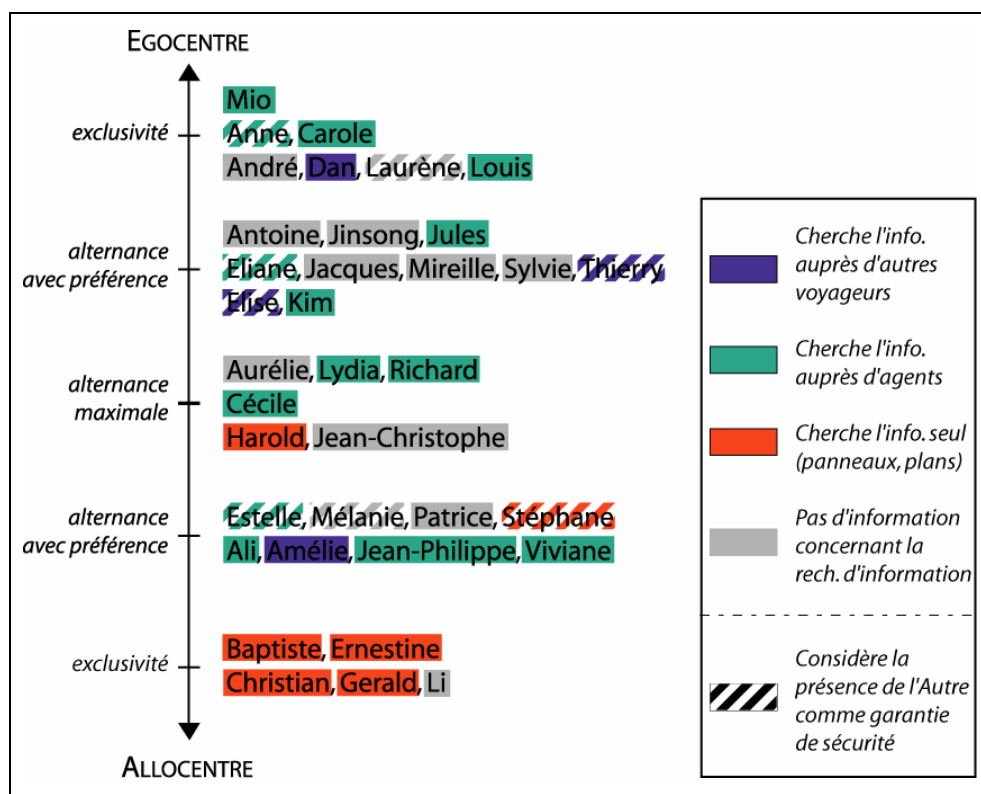 EGOCENTRE
exclusivité
Mio
Anne, Carole
André, Dan, Laurène, Louis
alternance
avec préférence
Antoine, Jinsong, Jules
Eliane, Jacques, Mireille, Sylvie, Thierry
Elise, Kim
alternance
maximale
Aurélie, Lydia, Richard
Cécile
Harold, Jean-Christophe
alternance
avec préférence
Estelle, Mélanie, Patrice, Stéphane
Ali, Amélie, Jean-Philippe, Viviane
exclusivité
Baptiste, Ernestine
Christian, Gerald, Li
ALLOCENTRE
Cherche l'info.
auprès d'autres
voyageurs
Cherche l'info.
auprès d'agents
Cherche l'info. seul
(panneaux, plans)
Pas d'information
concernant la
rech. d'information
Considère la
présence de l'Autre
comme garantie
de sécurité